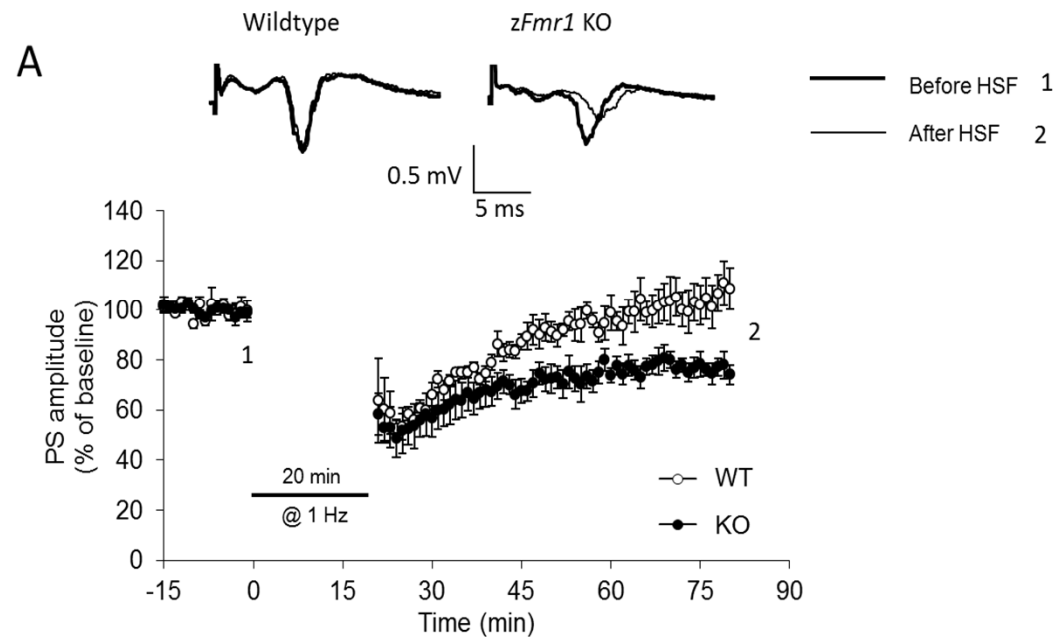 A
Wildtype
zFmr1 KO
Before HSF 1
After HSF 2
0.5 mV
5 ms
PS amplitude
(% of baseline)
140
120
100
80
60
40
20
0
1
2
20 min
@ 1 Hz
WT
KO
-15 0 15 30 45 60 75 90
Time (min)